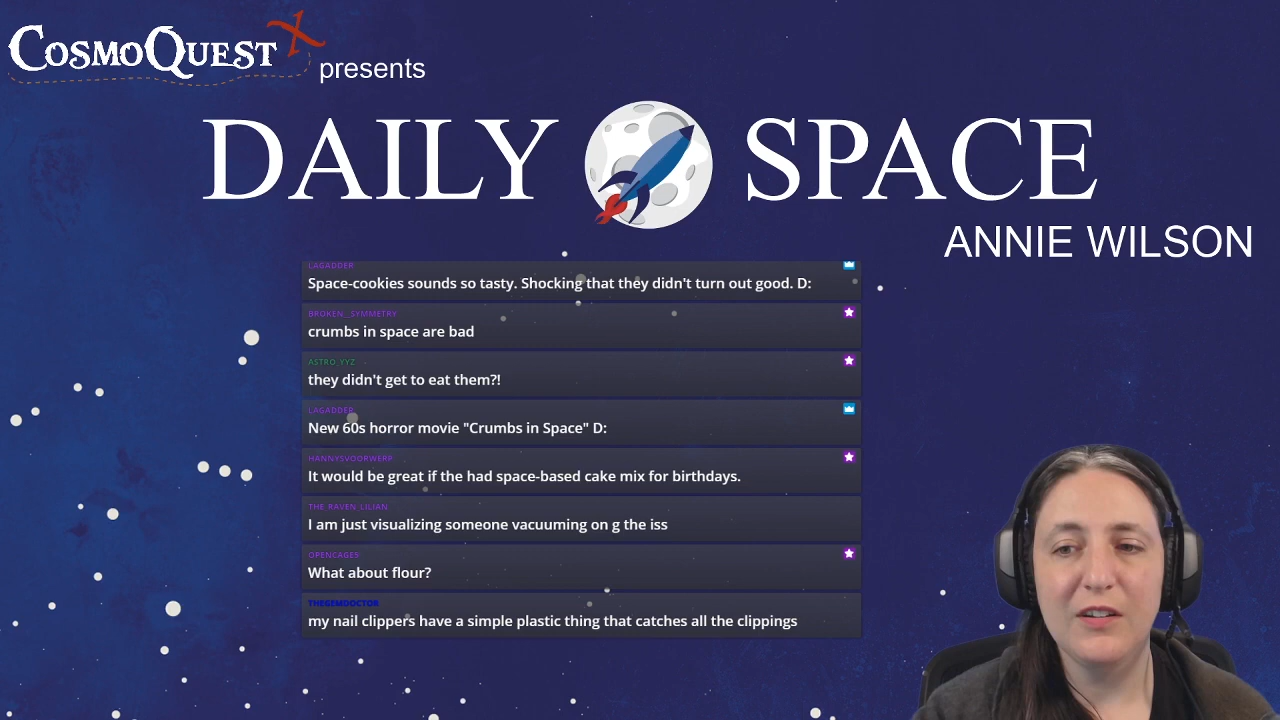 COSMOQUEST X
presents
DAILY SPACE
ANNIE WILSON
LAGADDER
Space-cookies sounds so tasty. Shocking that they didn't turn out good. D:
BROKEN_SYMMETRY
crumbs in space are bad
ASTRO_YYZ
they didn't get to eat them?!
LAGADDER
New 60s horror movie "Crumbs in Space" D:
HANNYSVOORWERP
It would be great if the had space-based cake mix for birthdays.
THE_RAVEN_LILIAN
I am just visualizing someone vacuuming on g the iss
OPENCAGES
What about flour?
THEGEMDOCTOR
my nail clippers have a simple plastic thing that catches all the clippings